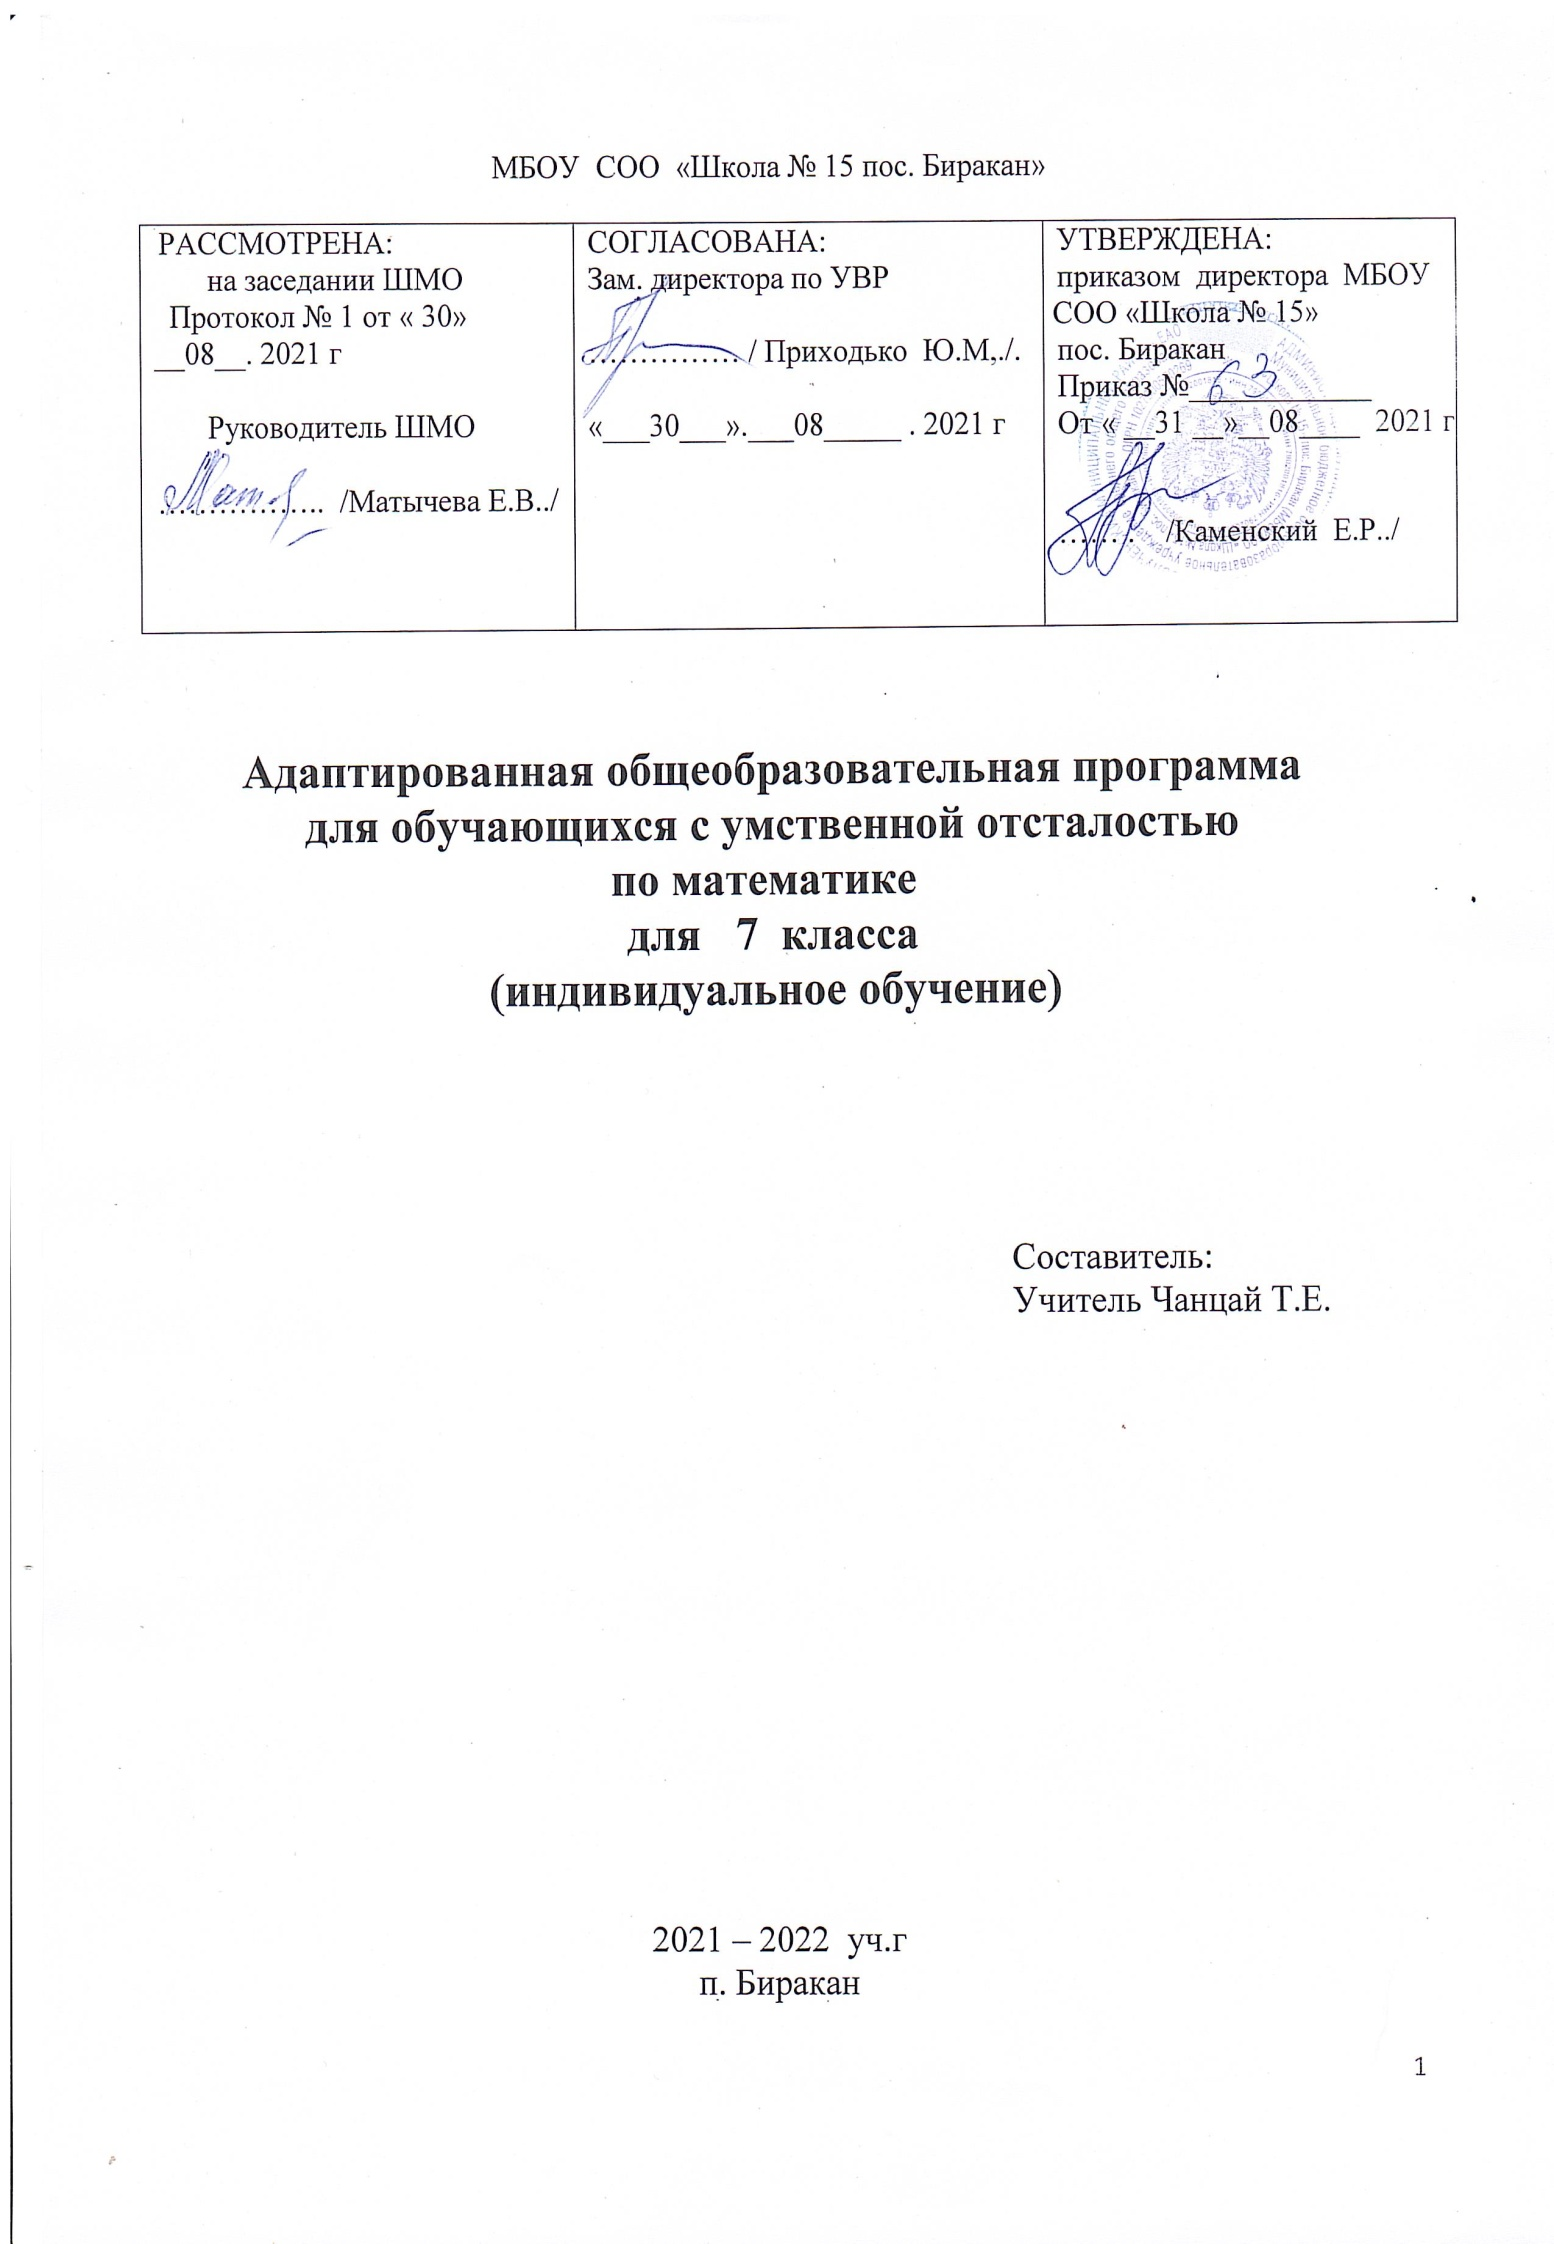 МБОУ СОО «Школа № 15 пос. Биракан»
РАССМОТРЕНА:
на заседании ШМО
Протокол № 1 от « 30»
__08__. 2021 г
Руководитель ШМО
………………. /Матычева Е.В../
СОГЛАСОВАНА:
Зам. директора по УВР
……………… / Приходько Ю.М,./.
«___30___».___08_____ . 2021 г
УТВЕРЖДЕНА:
приказом директора МБОУ
СОО «Школа № 15»
пос. Биракан
Приказ №____63______
От « __31 __»__08____ 2021 г
……… /Каменский Е.Р../
Адаптированная общеобразовательная программа
для обучающихся с умственной отсталостью
по математике
для 7 класса
(индивидуальное обучение)
Составитель:
Учитель Чанцай Т.Е.
2021 – 2022 уч.г
п. Биракан
1